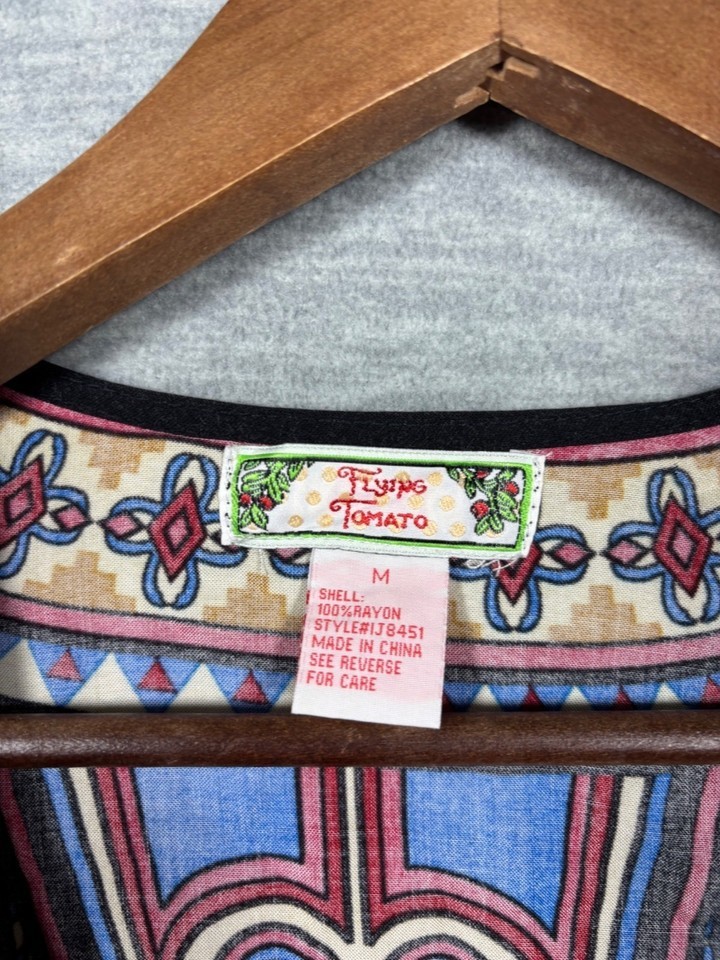 Flying
Tomato
M
SHELL:
100%RAYON
STYLE#IJ8451
MADE IN CHINA
SEE REVERSE
FOR CARE